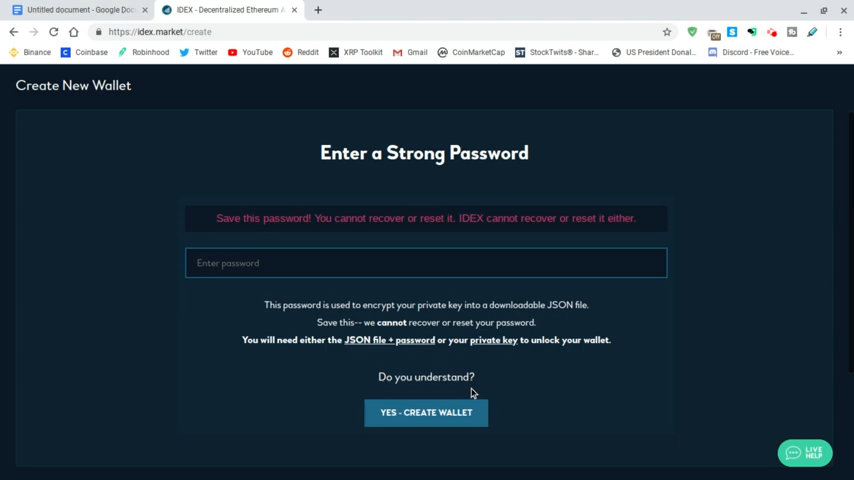 Untitled document - Google Doc
IDEX - Decentralized Ethereum A
https://idex.market/create
Off
Binance
Coinbase
Robinhood
Twitter
YouTube
Reddit
XRP Toolkit
Gmail
CoinMarketCap
ST
StockTwits® - Shar...
US President Donal...
Discord - Free Voice...
»
Create New Wallet
Enter a Strong Password
Save this password! You cannot recover or reset it. IDEX cannot recover or reset it either.
Enter password
This password is used to encrypt your private key into a downloadable JSON file.
Save this-- we cannot recover or reset your password.
You will need either the JSON file + password or your private key to unlock your wallet.
Do you understand?
YES - CREATE WALLET
LIVE
HELP